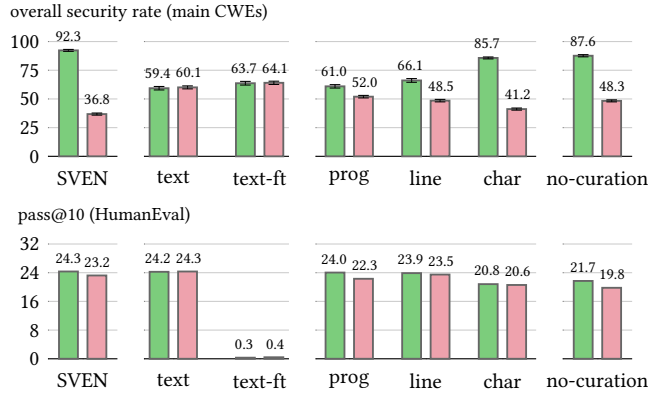 overall security rate (main CWEs)
100
75
50
25
0
92.3
36.8
59.4 60.1
63.7 64.1
61.0
52.0
66.1
48.5
85.7
41.2
87.6
48.3
SVEN
text
text-ft
prog
line
char
no-curation
pass@10 (HumanEval)
32
24
16
8
0
24.3 23.2
24.2 24.3
0.3 0.4
24.0
22.3
23.9 23.5
20.8 20.6
21.7
19.8
SVEN
text
text-ft
prog
line
char
no-curation